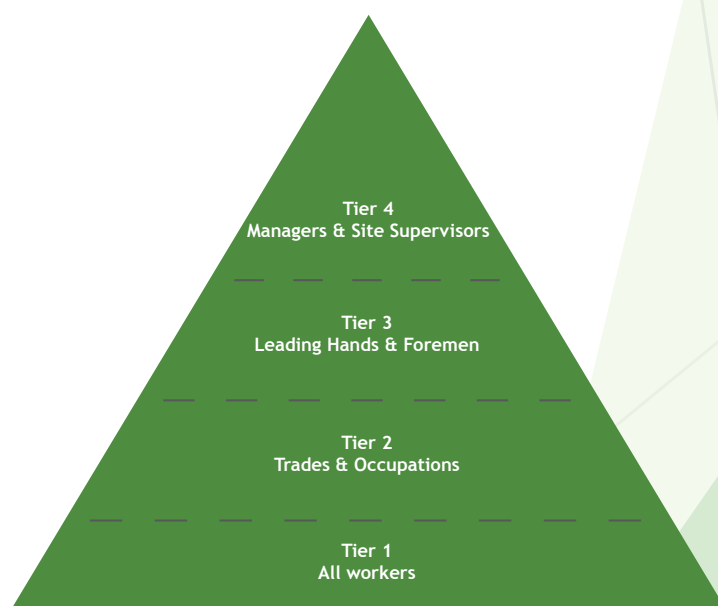 Tier 4
Managers & Site Supervisors
Tier 3
Leading Hands & Foremen
Tier 2
Trades & Occupations
Tier 1
All workers